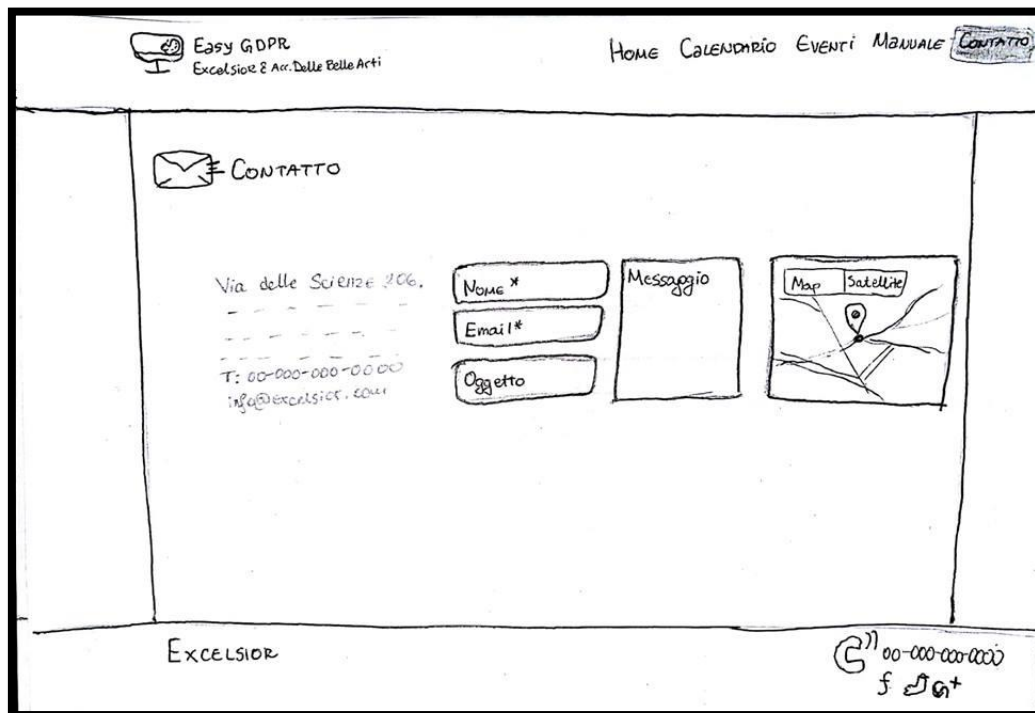 Easy GDPR
Excelsior & Acc. Delle Belle Arti
HOME CALENDARIO EVENTI MANUALE CONTATTO
CONTATTO
Via delle Scienze 206.
T: 00-000-000-0000
info@excelsior.com
NOME*
Email*
Oggetto
Messaggio
Map Satellite
EXCELSIOR
00-000-000-0000
f G+